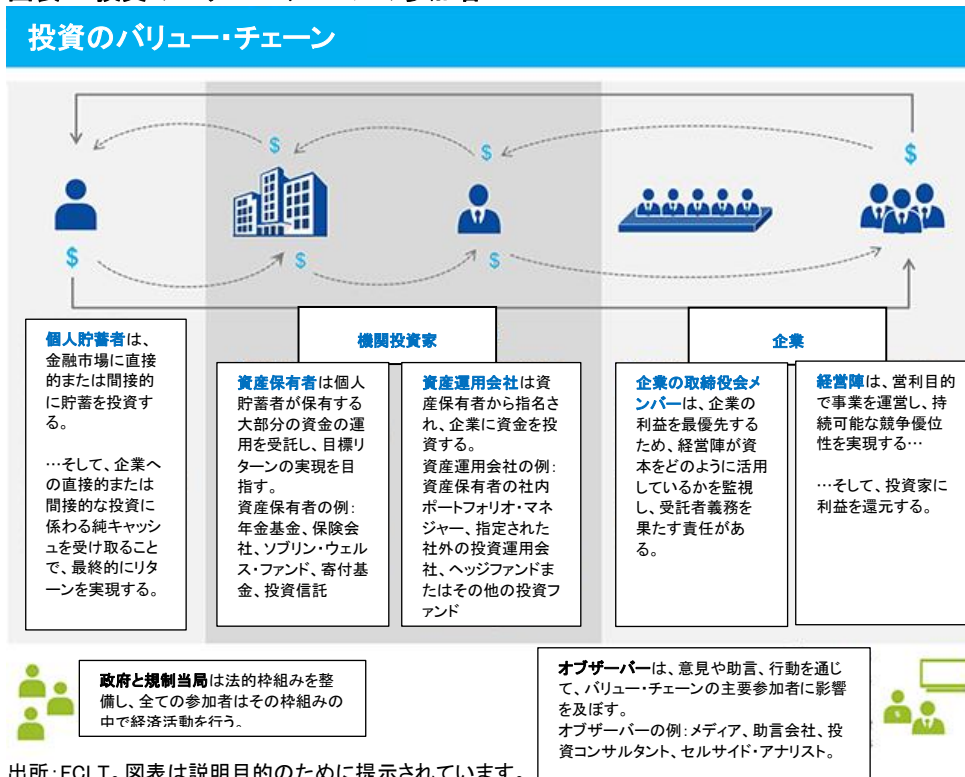 投資のバリュー・チェーン
$
$
$
$
$
$
個人貯蓄者は、
金融市場に直接
的または間接的
に貯蓄を投資す
る。
…そして、企業へ
の直接的または
間接的な投資に
係わる純キャッシ
ュを受け取ること
で、最終的にリタ
ーンを実現する。
機関投資家
資産保有者は個人
貯蓄者が保有する
大部分の資金の運
用を受託し、目標リ
ターンの実現を目
指す。
資産保有者の例:
年金基金、保険会
社、ソブリン・ウェル
ス・ファンド、寄付基
金、投資信託
資産運用会社は資
産保有者から指名さ
れ、企業に資金を投
資する。
資産運用会社の例:
資産保有者の社内
ポートフォリオ・マネ
ジャー、指定された
社外の投資運用会
社、ヘッジファンドま
たはその他の投資フ
ァンド
企業
企業の取締役会メ
ンバーは、企業の
利益を最優先する
ため、経営陣が資
本をどのように活用
しているかを監視
し、受託者義務を
果たす責任があ
る。
経営陣は、営利目的
で事業を運営し、持
続可能な競争優位
性を実現する…
…そして、投資家に
利益を還元する。
政府と規制当局は法的枠組みを整
備し、全ての参加者はその枠組みの
中で経済活動を行う。
オブザーバーは、意見や助言、行動を通じ
て、バリュー・チェーンの主要参加者に影響
を及ぼす。
オブザーバーの例:メディア、助言会社、投
資コンサルタント、セルサイド・アナリスト。
出所:FCLT。図表は説明目的のために提示されています。